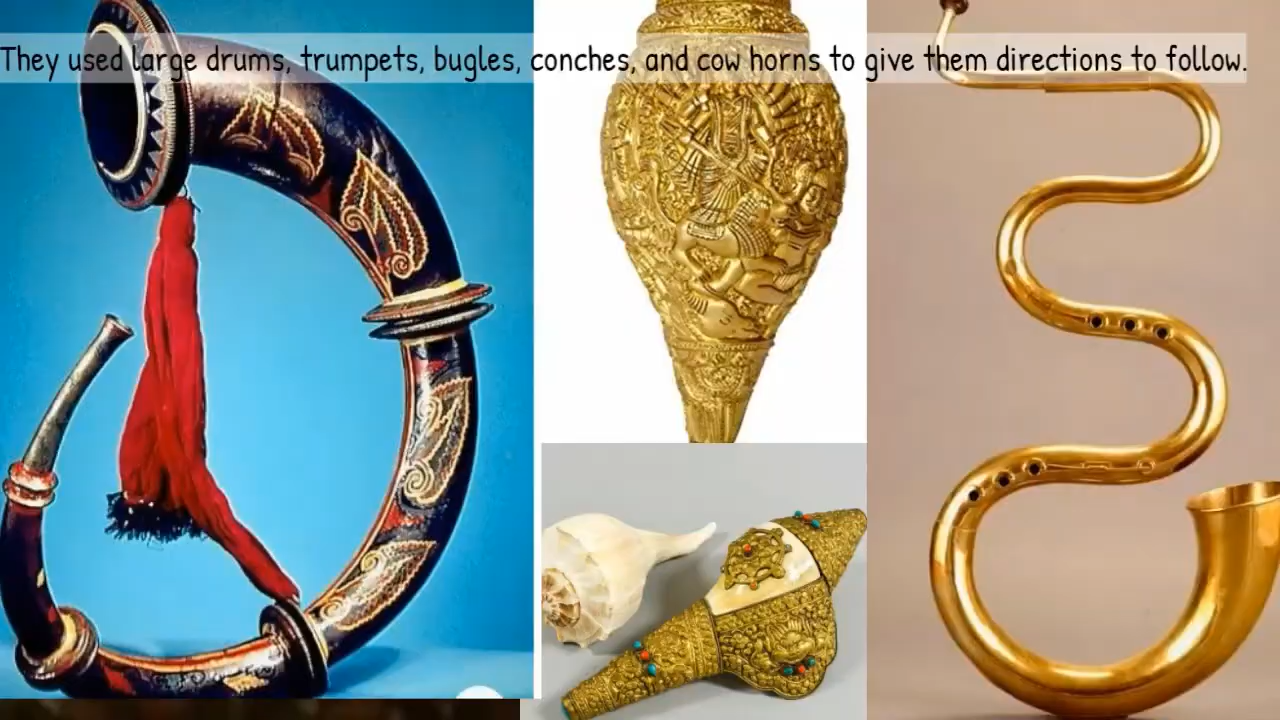 They used large drums, trumpets, bugles, conches, and cow horns to give them directions to follow.